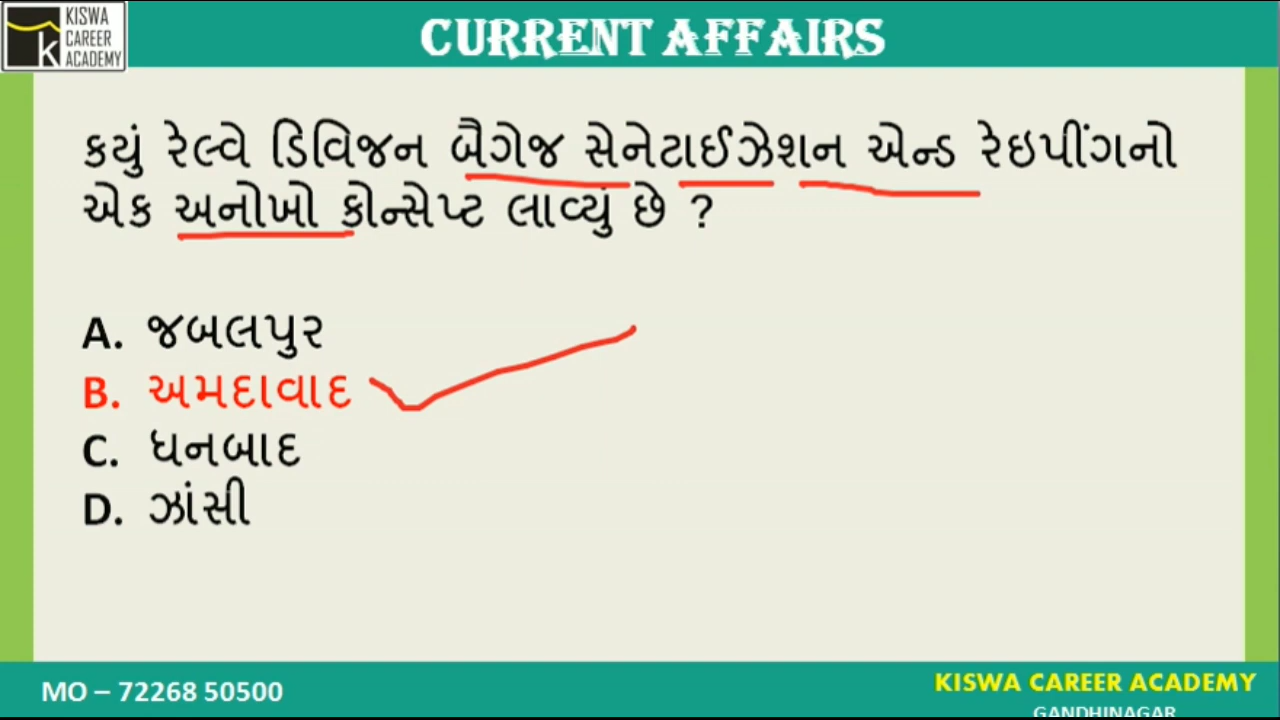 KISWA
CAREER
ACADEMY
k
CURRENT AFFAIRS
કયું રેલ્વે ડિવિજન બૈગેજ સેનેટાઈઝેશન એન્ડ રેઇપીંગનો
એક અનોખો કોન્સેપ્ટ લાવ્યું છે ?
A. જબલપુર
B. અમદાવાદ
C. ધનબાદ
D. ઝાંસી
MO – 72268 50500
KISWA CAREER ACADEMY
GANDHINAGAR